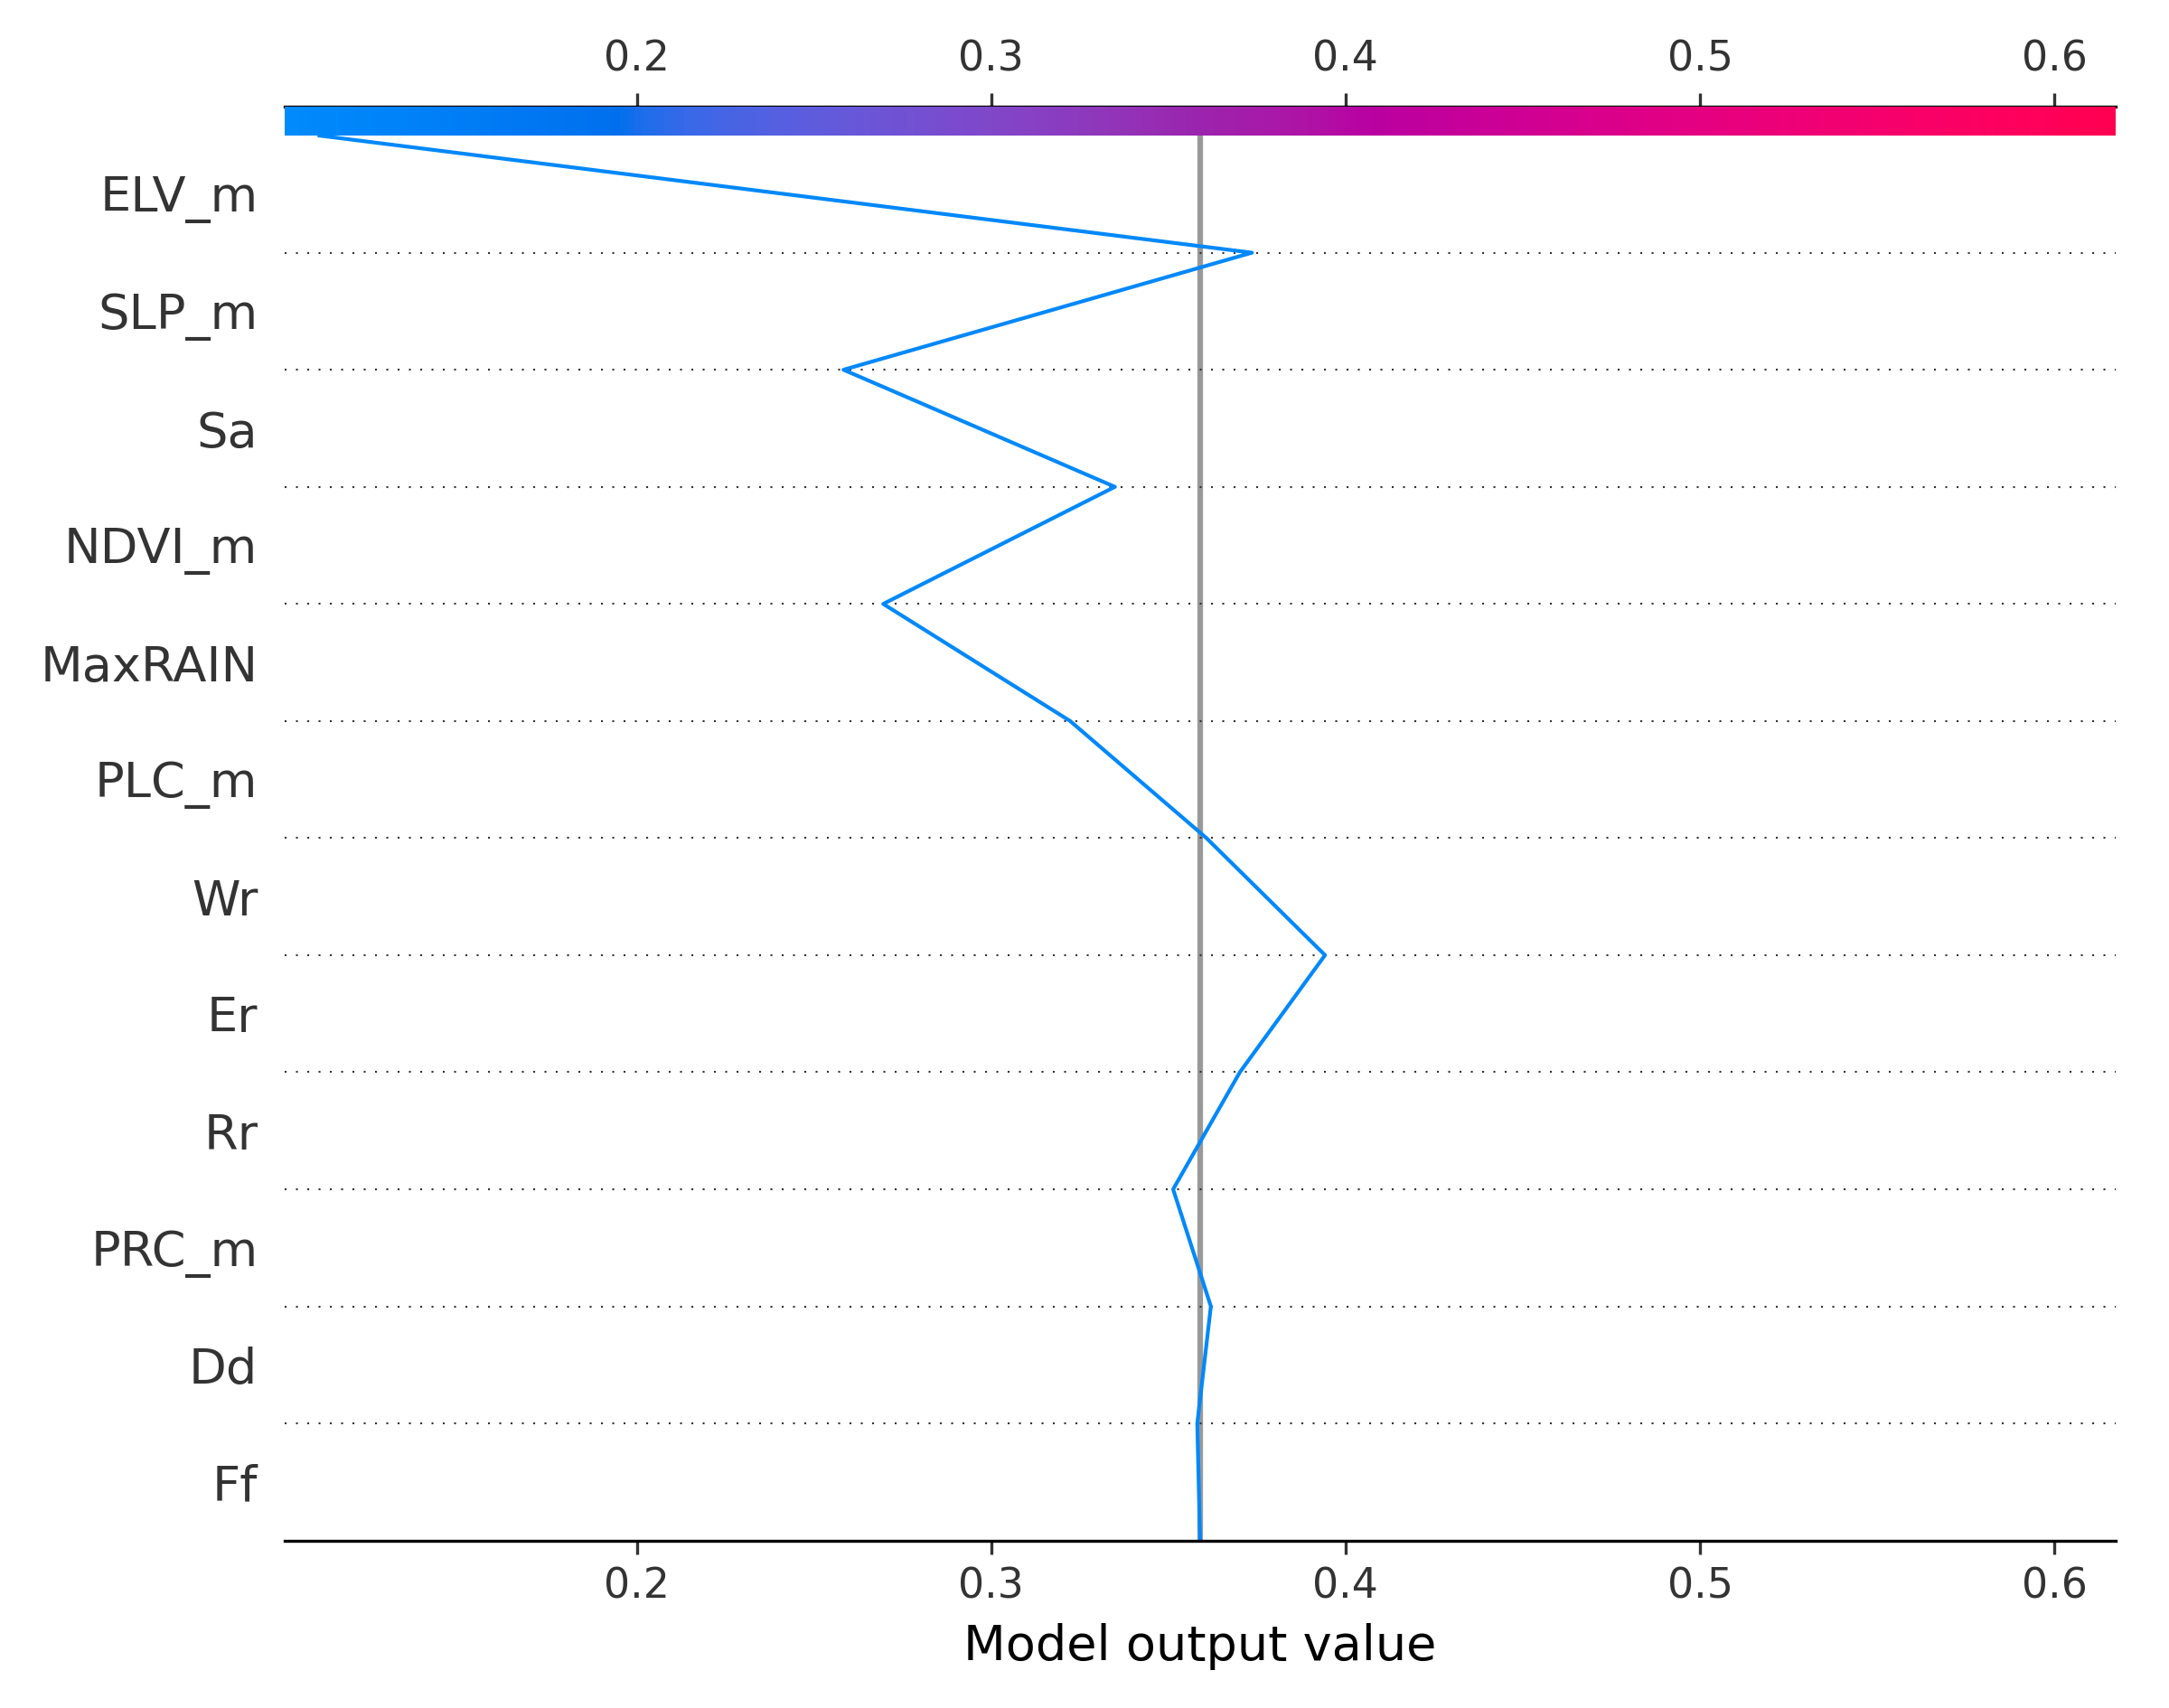 0.2 0.3 0.4 0.5 0.6
ELV_m
SLP_m
Sa
NDVI_m
MaxRAIN
PLC_m
Wr
Er
Rr
PRC_m
Dd
Ff
0.2 0.3 0.4 0.5 0.6
Model output value